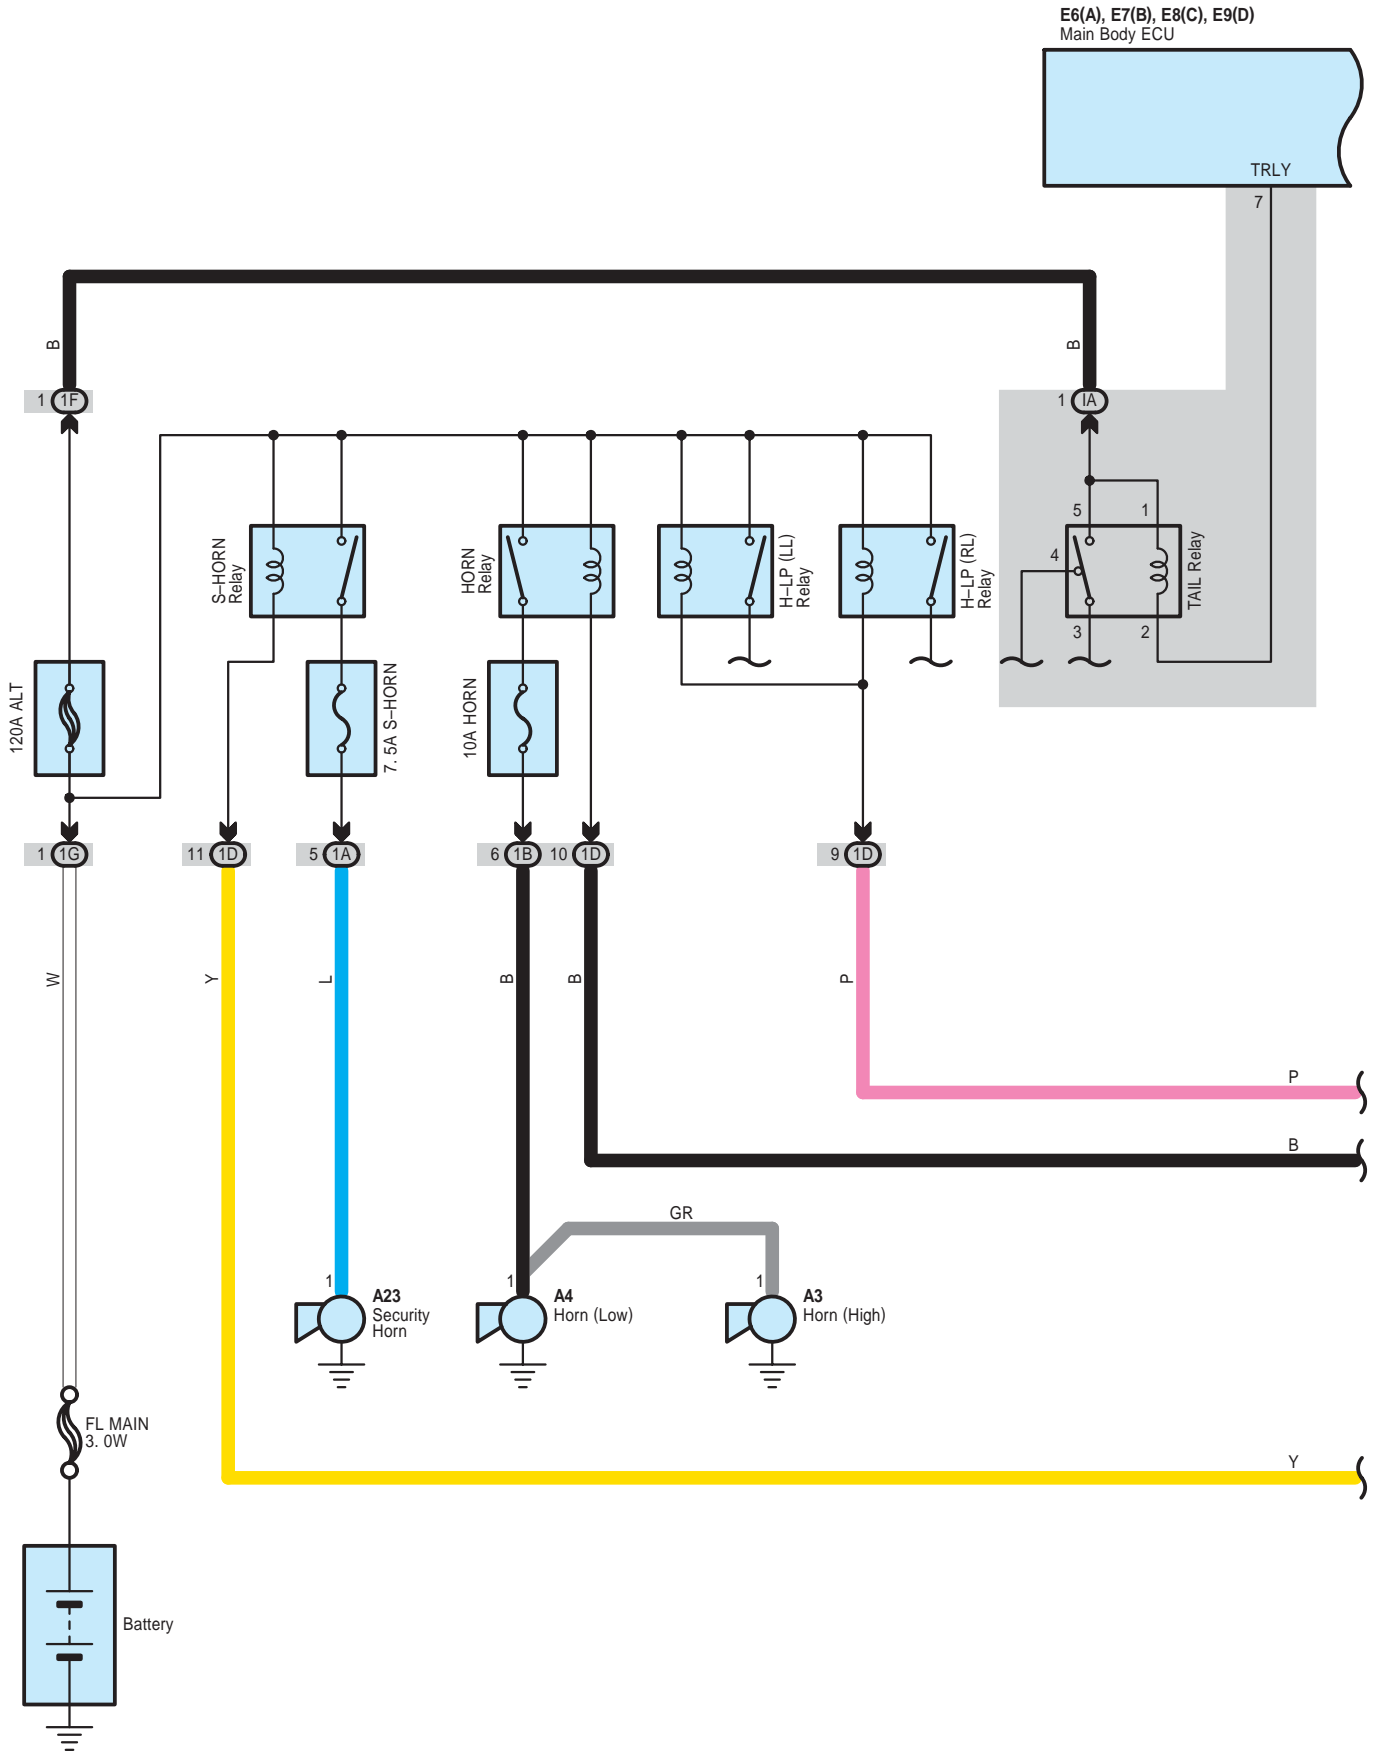 E6(A), E7(B), E8(C), E9(D)
Main Body ECU
TRLY
7
B
B
1 1F
1 IA
S–HORN
Relay
HORN
Relay
H–LP (LL)
Relay
H–LP (RL)
Relay
5
1
4
3
2
TAIL Relay
120A ALT
7. 5A S–HORN
10A HORN
1 1G
11 1D
5 1A
6 1B
10 1D
9 1D
W
Y
L
B
B
P
P
B
GR
1
A23
Security
Horn
1
A4
Horn (Low)
1
A3
Horn (High)
FL MAIN
3. 0W
Y
Battery